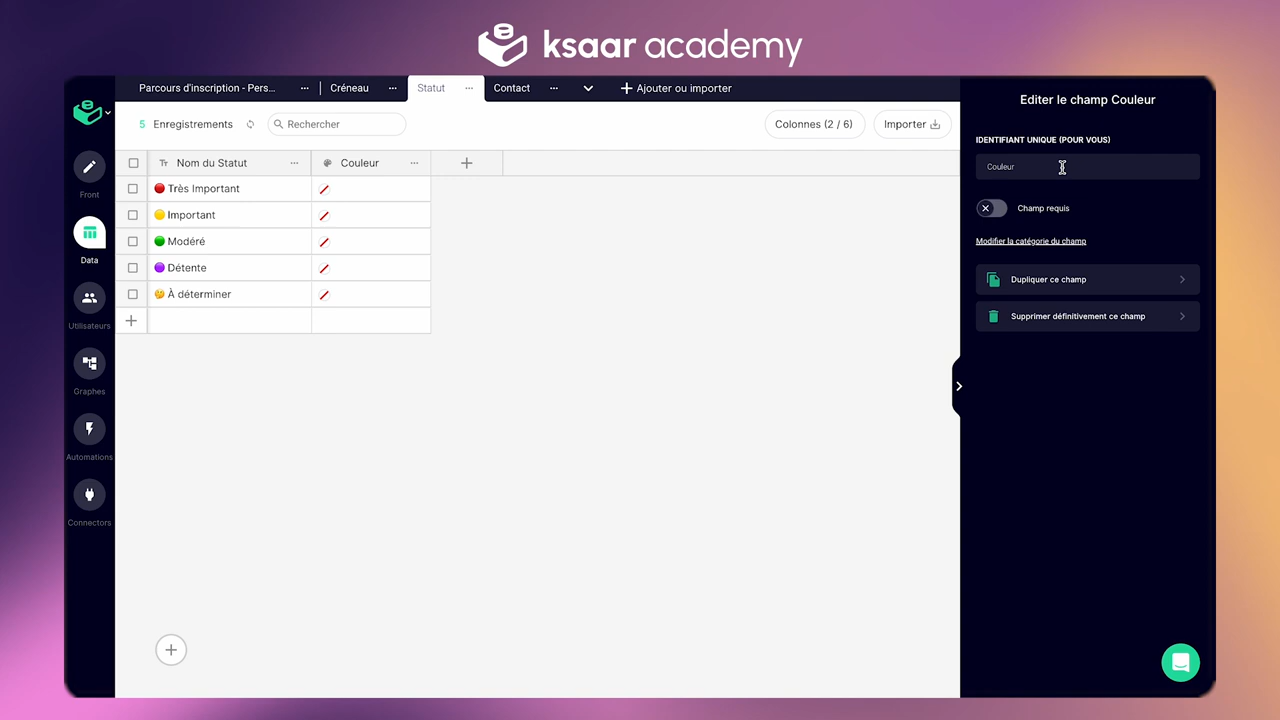 ksaar academy
Parcours d'inscription - Pers...
Créneau
Statut
Contact
Ajouter ou importer
5 Enregistrements
Rechercher
Colonnes (2 / 6)
Importer
Nom du Statut
Couleur
Très Important
Important
Modéré
Détente
À déterminer
Front
Data
Utilisateurs
Graphes
Automations
Connectors
Editer le champ Couleur
IDENTIFIANT UNIQUE (POUR VOUS)
Couleur
Champ requis
Modifier la catégorie du champ
Dupliquer ce champ
Supprimer définitivement ce champ